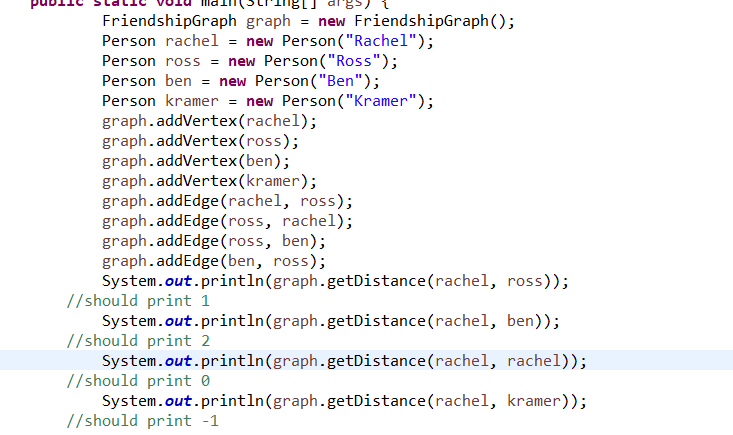 public static void main(String[] args) {
FriendshipGraph graph = new FriendshipGraph();
Person rachel = new Person("Rachel");
Person ross = new Person("Ross");
Person ben = new Person("Ben");
Person kramer = new Person("Kramer");
graph.addVertex(rachel);
graph.addVertex(ross);
graph.addVertex(ben);
graph.addVertex(kramer);
graph.addEdge(rachel, ross);
graph.addEdge(ross, rachel);
graph.addEdge(ross, ben);
graph.addEdge(ben, ross);
System.out.println(graph.getDistance(rachel, ross));
//should print 1
System.out.println(graph.getDistance(rachel, ben));
//should print 2
System.out.println(graph.getDistance(rachel, rachel));
//should print 0
System.out.println(graph.getDistance(rachel, kramer));
//should print -1